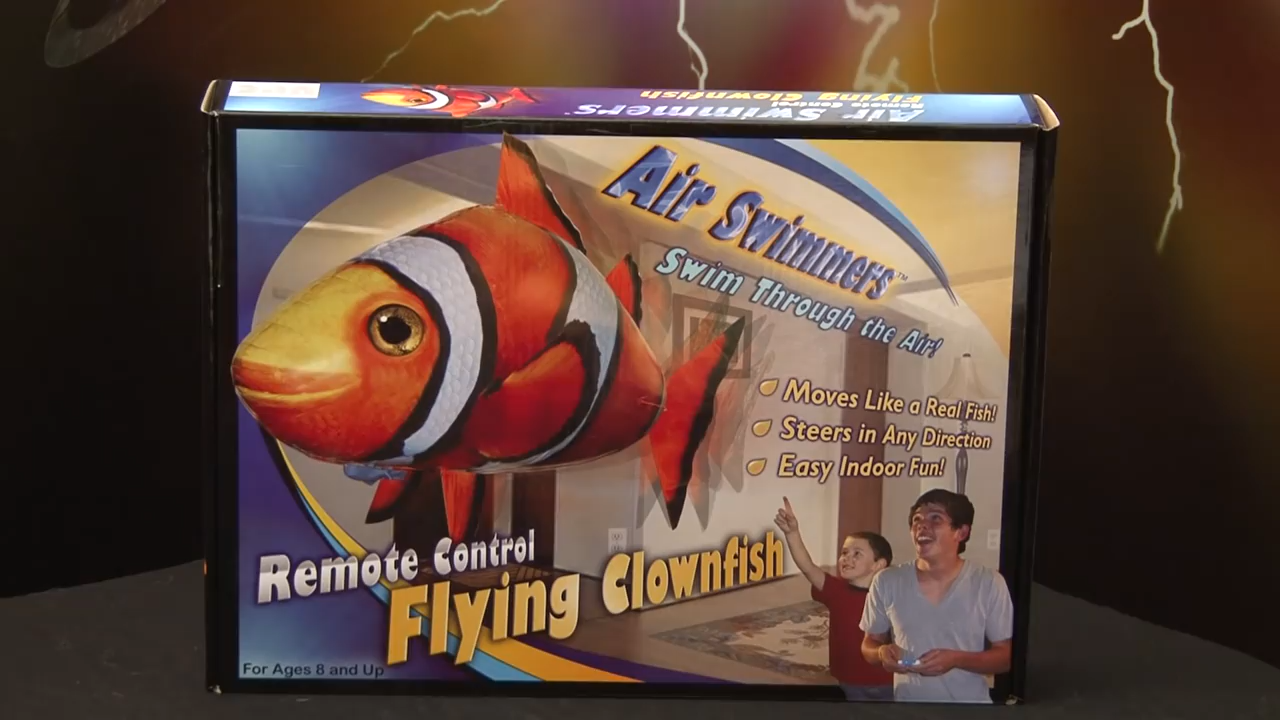 Air Swimmers
Remote Control
Flying Clownfish
Air Swimmers™
Swim Through the Air!
Moves Like a Real Fish!
Steers in Any Direction
Easy Indoor Fun!
Remote Control
Flying Clownfish
For Ages 8 and Up